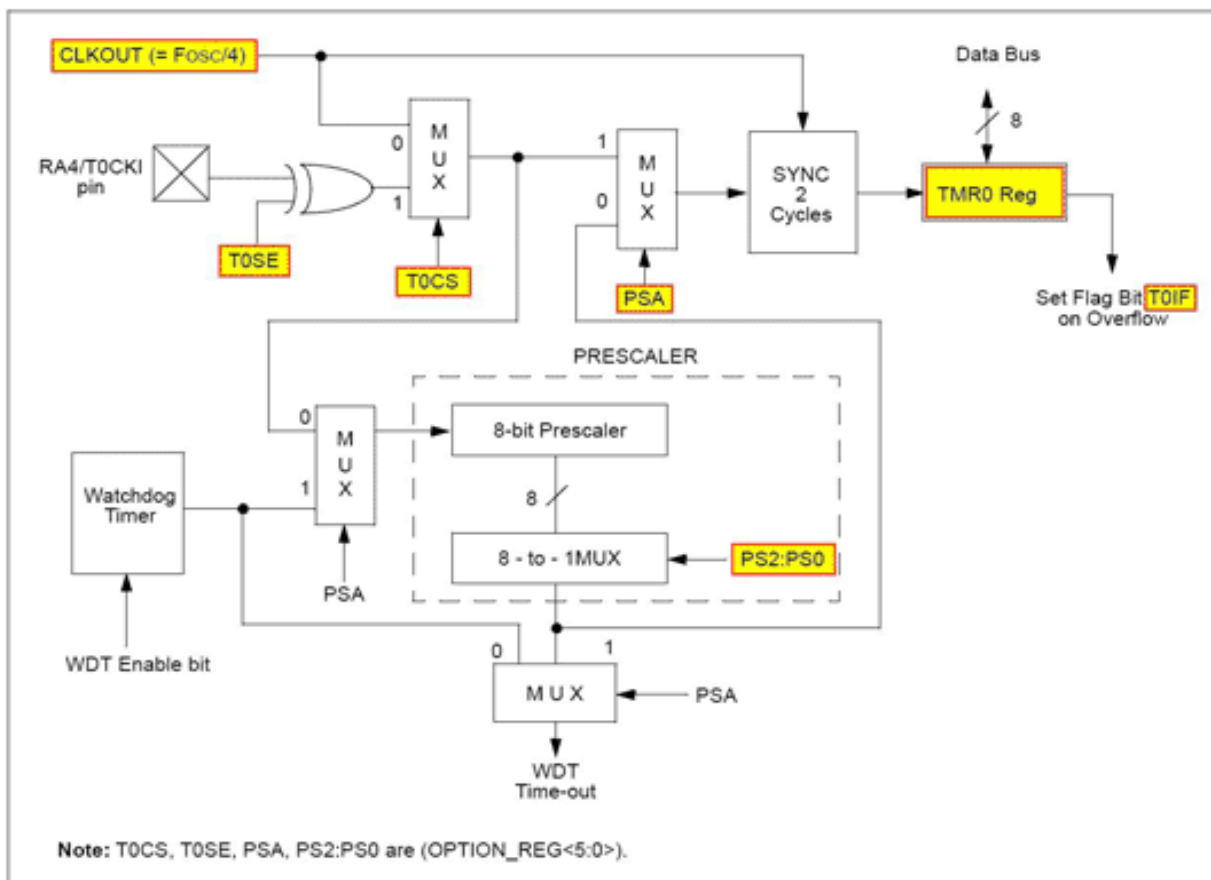 CLKOUT (= Fosc/4)
Data Bus
8
0
M
U
X
1
1
M
U
X
0
SYNC
2
Cycles
TMR0 Reg
RA4/T0CKI
pin
T0SE
T0CS
PSA
Set Flag Bit T0IF
on Overflow
PRESCALER
0
M
U
X
1
8-bit Prescaler
Watchdog
Timer
8
8 - to - 1MUX
PS2:PS0
PSA
WDT Enable bit
0
1
M U X
PSA
WDT
Time-out
Note: T0CS, T0SE, PSA, PS2:PS0 are (OPTION_REG<5:0>).